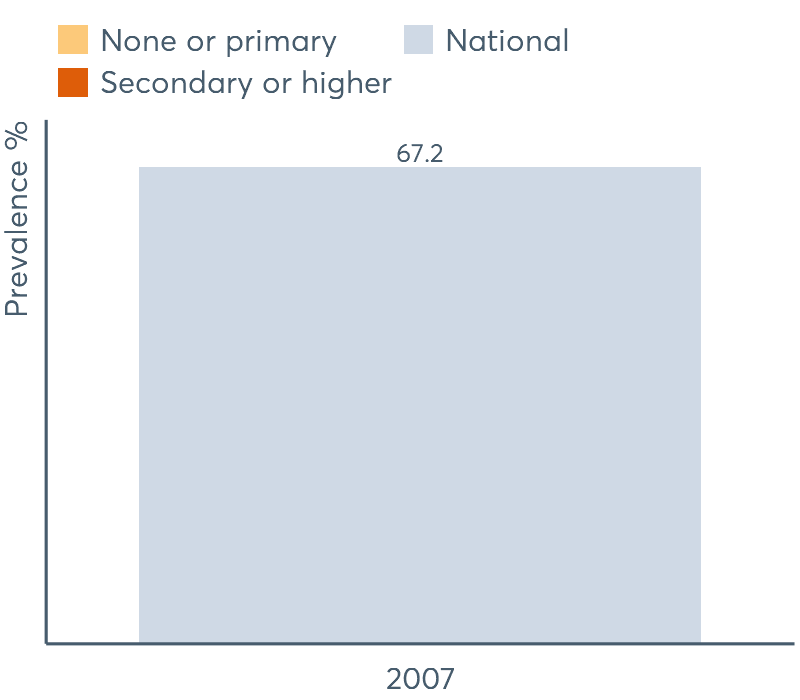 None or primary
National
Secondary or higher
Prevalence %
67.2
2007